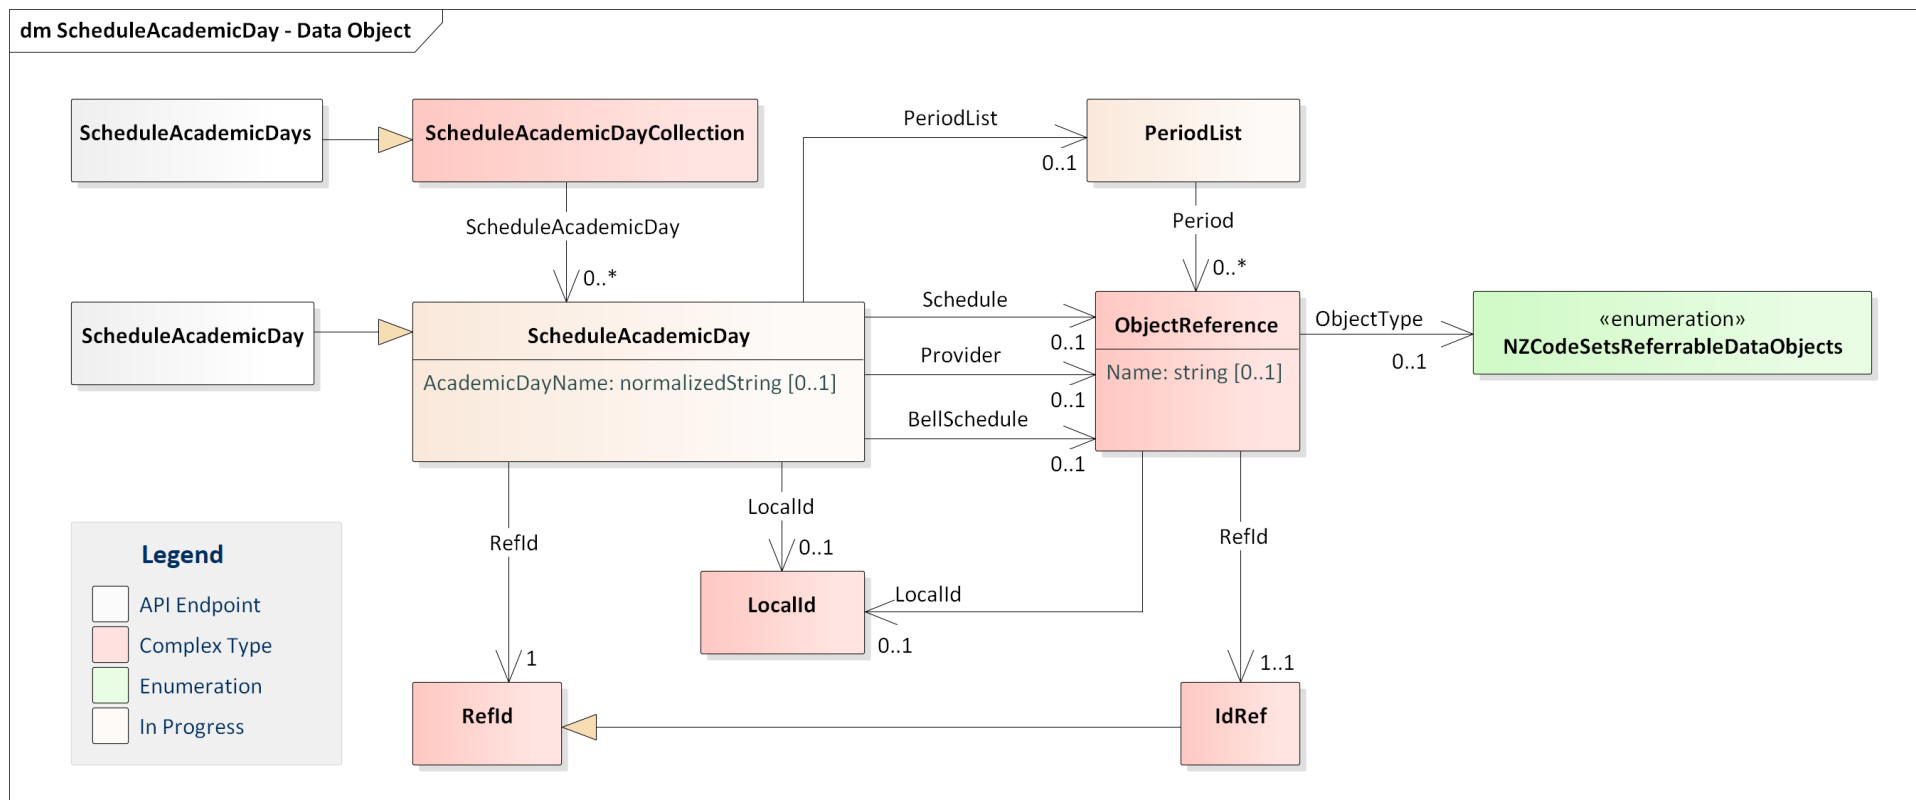 dm ScheduleAcademicDay - Data Object
ScheduleAcademicDays
ScheduleAcademicDayCollection
PeriodList
0..1
PeriodList
ScheduleAcademicDay
0..*
Period
0..*
ScheduleAcademicDay
ScheduleAcademicDay
AcademicDayName: normalizedString [0..1]
Schedule
0..1
Provider
0..1
BellSchedule
0..1
ObjectReference
Name: string [0..1]
ObjectType
0..1
«enumeration»
NZCodeSetsReferrableDataObjects
RefId
1
LocalId
0..1
LocalId
LocalId
0..1
RefId
1..1
RefId
IdRef
Legend
API Endpoint
Complex Type
Enumeration
In Progress